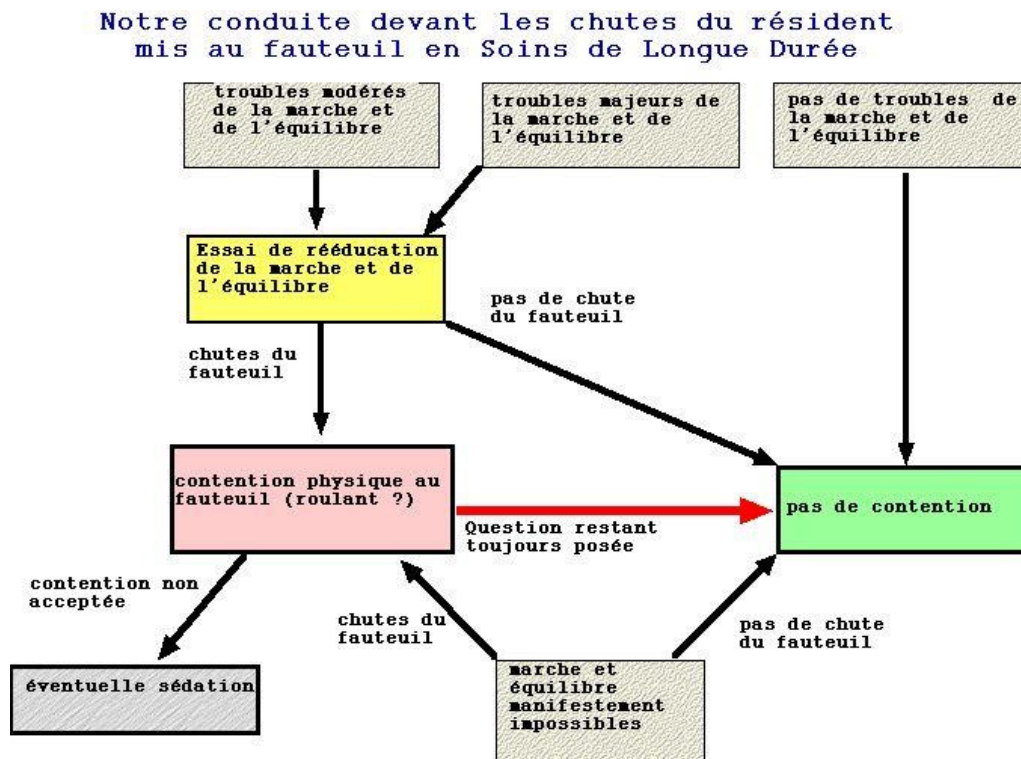 Notre conduite devant les chutes du résident
mis au fauteuil en Soins de Longue Durée
troubles modérés
de la marche et
de l'équilibre
troubles majeurs de
la marche et de
l'équilibre
pas de troubles de
la marche et de
l'équilibre
Essai de rééducation
de la marche et de
l'équilibre
pas de chute
du fauteuil
chutes du
fauteuil
contention physique au
fauteuil (roulant ?)
pas de contention
Question restant
toujours posée
contention non
acceptée
chutes du
fauteuil
pas de chute
du fauteuil
éventuelle sédation
marche et
équilibre
manifestement
impossibles